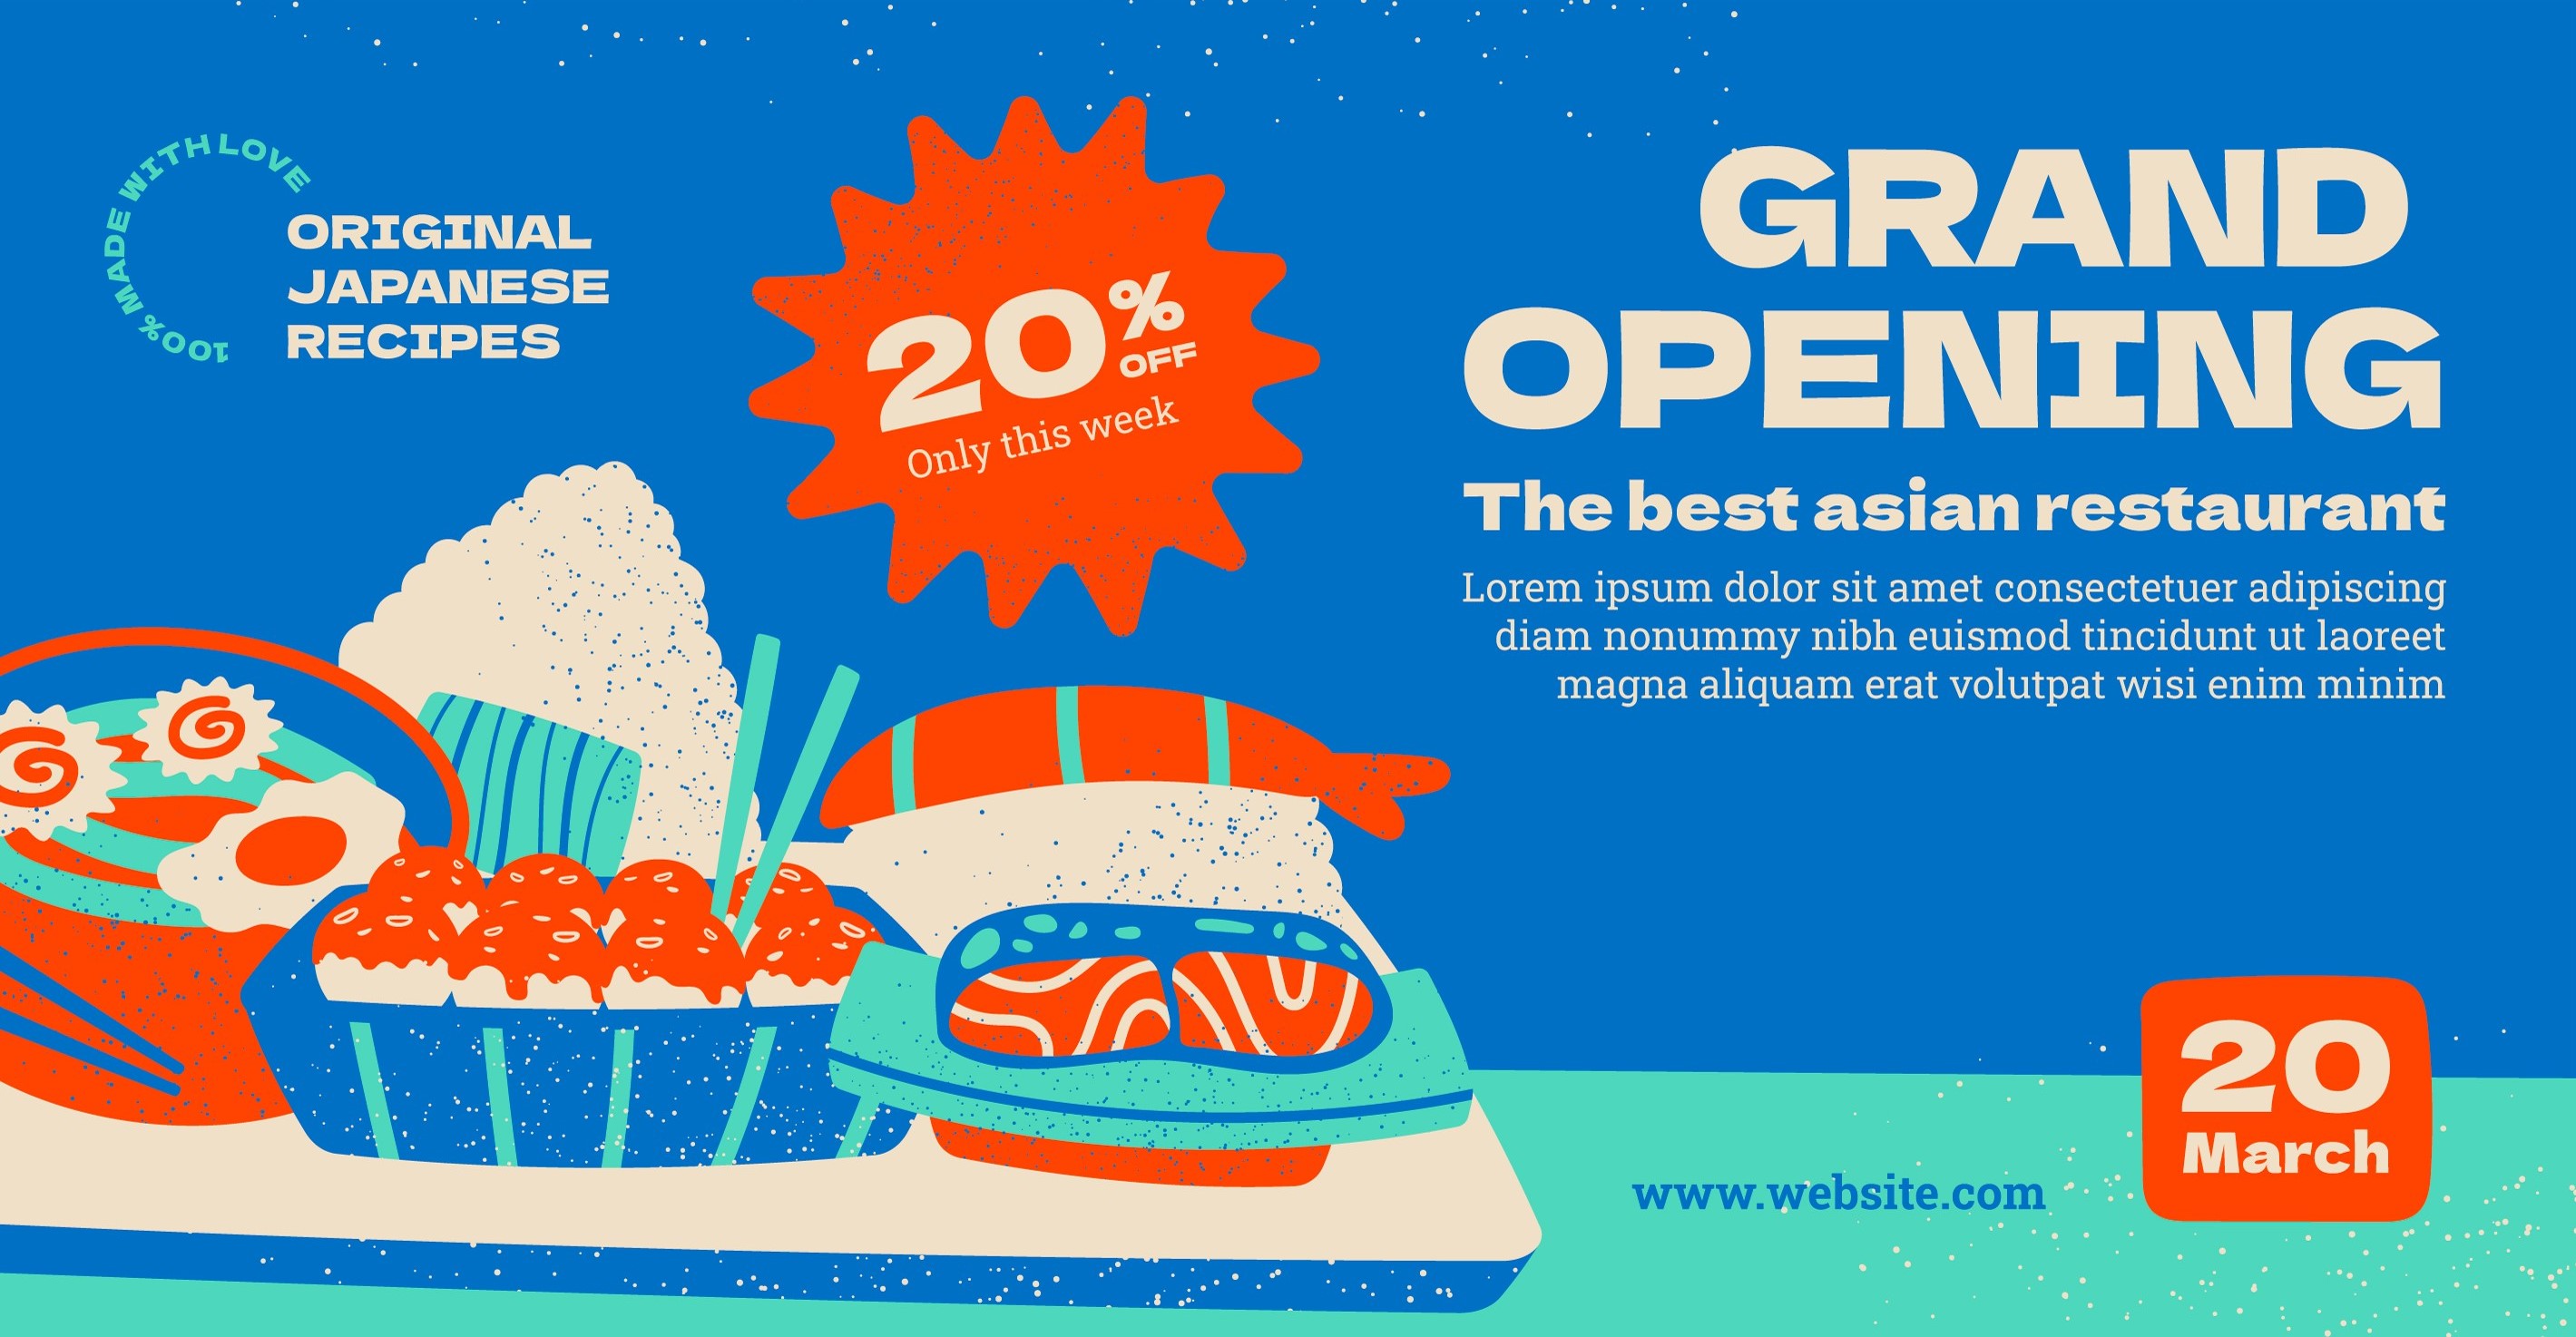 100% MADE WITH LOVE
ORIGINAL
JAPANESE
RECIPES
20%
OFF
Only this week
GRAND
OPENING
The best asian restaurant
Lorem ipsum dolor sit amet consectetuer adipiscing
diam nonummy nibh euismod tincidunt ut laoreet
magna aliquam erat volutpat wisi enim minim
www.website.com
20
March